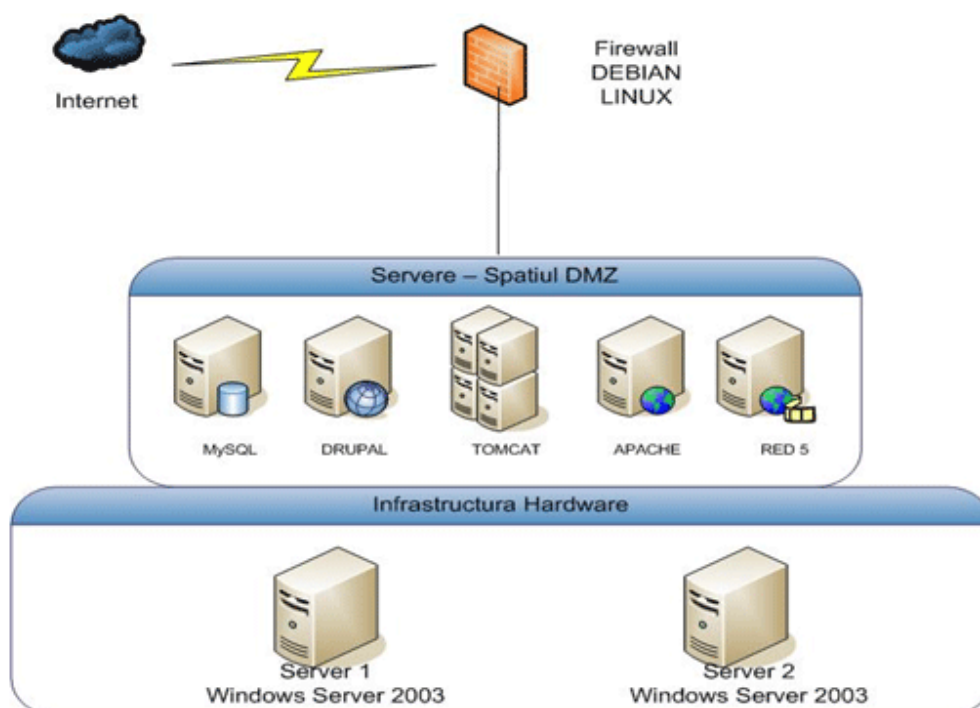 Internet
Firewall
DEBIAN
LINUX
Servere – Spatiul DMZ
MySQL
DRUPAL
TOMCAT
APACHE
RED 5
Infrastructura Hardware
Server 1
Windows Server 2003
Server 2
Windows Server 2003